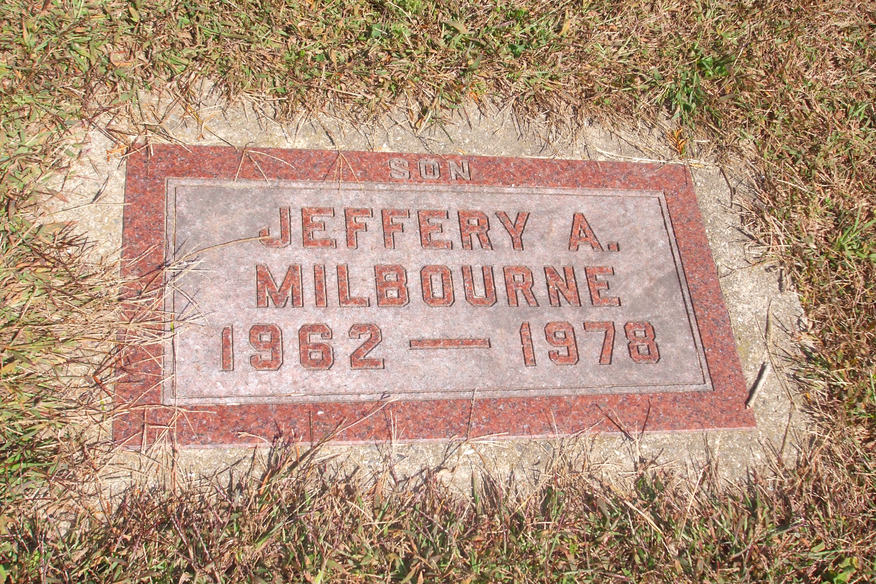 SON
JEFFERY A.
MILBOURNE
1962 — 1978